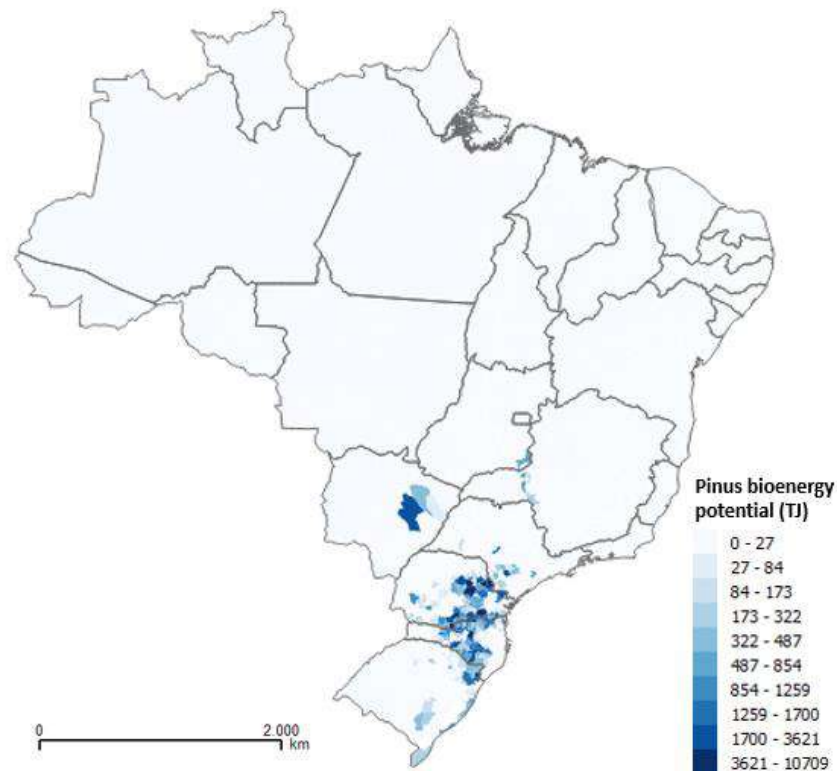 Pinus bioenergy
potential (TJ)
0 - 27
27 - 84
84 - 173
173 - 322
322 - 487
487 - 854
854 - 1259
1259 - 1700
1700 - 3621
3621 - 10709
0 2.000
km